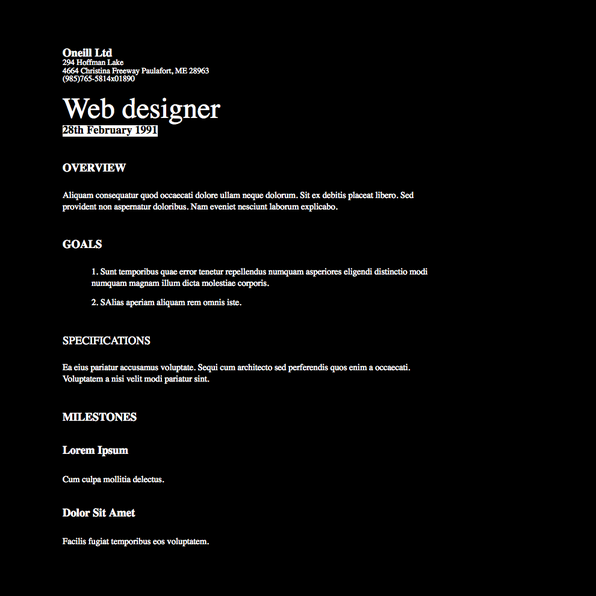 Oneill Ltd
294 Hoffman Lake
4664 Christina Freeway Paulafort, ME 28963
(985)765-5814x01890
Web designer
28th February 1991
OVERVIEW
Aliquam consequatur quod occaecati dolore ullam neque dolorum. Sit ex debitis placeat libero. Sed
provident non aspernatur doloribus. Nam eveniet nesciunt laborum explicabo.
GOALS
1. Sunt temporibus quae error tenetur repellendus numquam asperiores eligendi distinctio modi
numquam magnam illum dicta molestiae corporis.
2. SAlias aperiam aliquam rem omnis iste.
SPECIFICATIONS
Ea eius pariatur accusamus voluptate. Sequi cum architecto sed perferendis quos enim a occaecati.
Voluptatem a nisi velit modi pariatur sint.
MILESTONES
Lorem Ipsum
Cum culpa mollitia delectus.
Dolor Sit Amet
Facilis fugiat temporibus eos voluptatem.